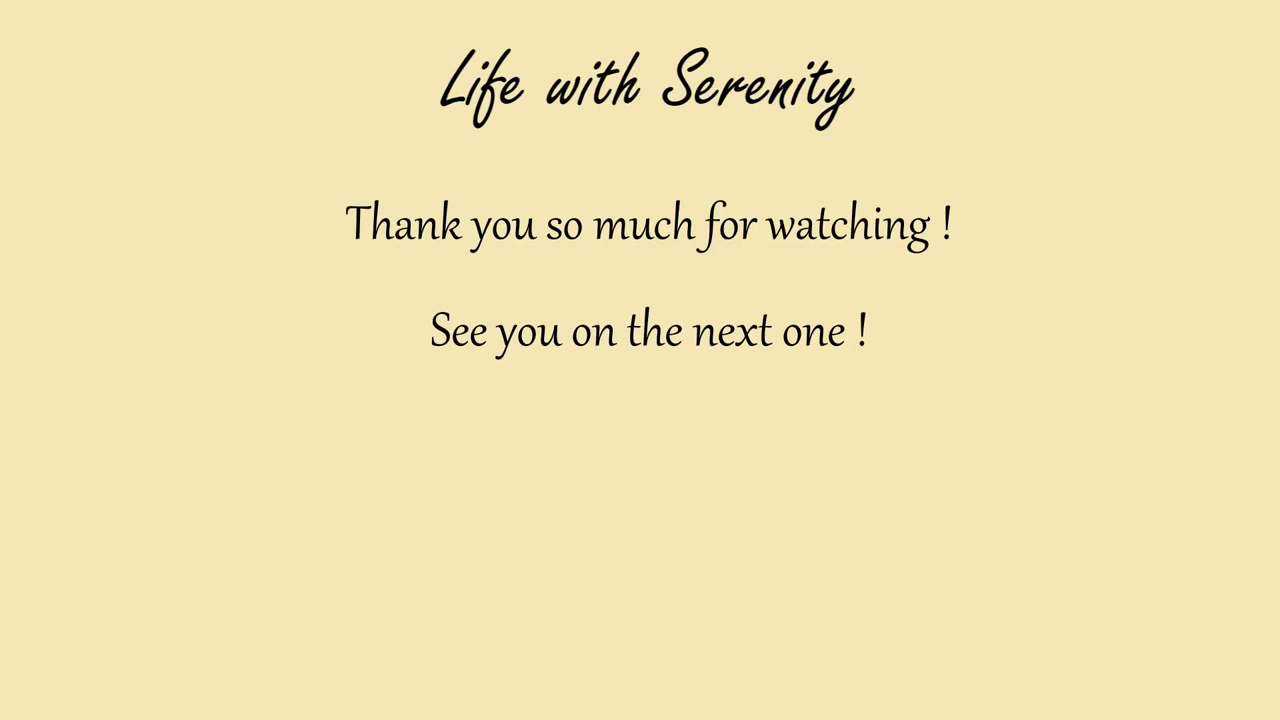 Life with Serenity
Thank you so much for watching !
See you on the next one !